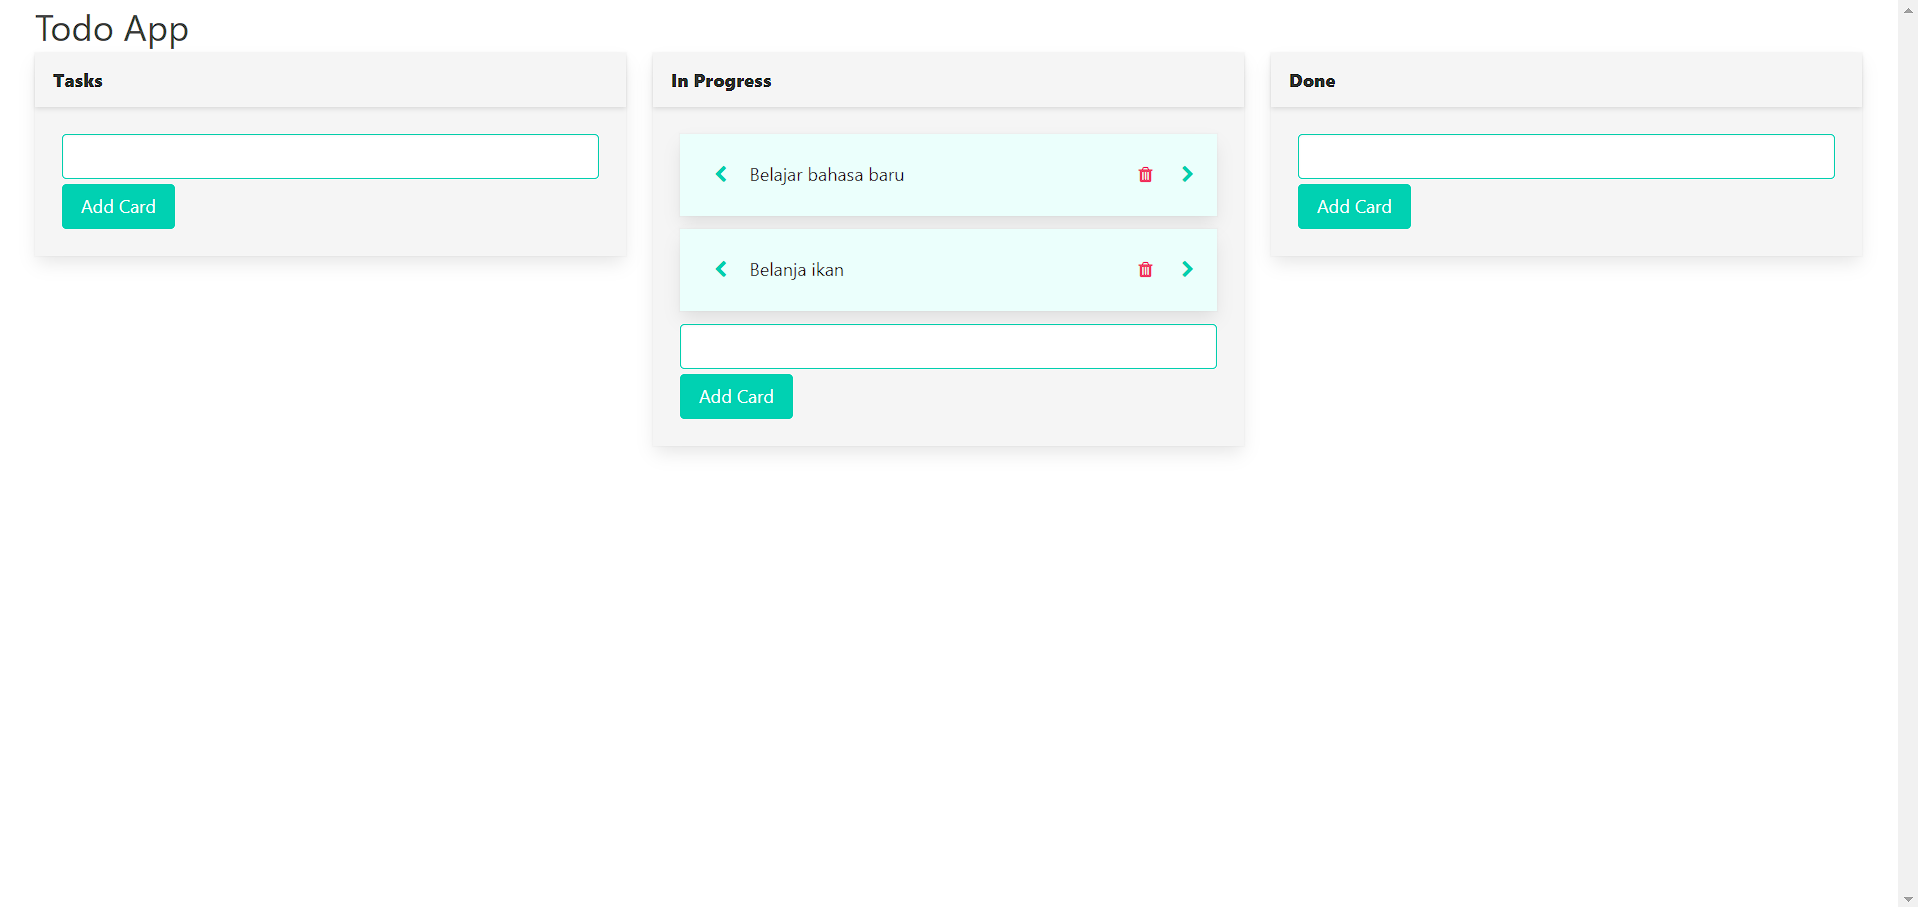 Todo App
Tasks
Add Card
In Progress
Belajar bahasa baru
Belanja ikan
Add Card
Done
Add Card